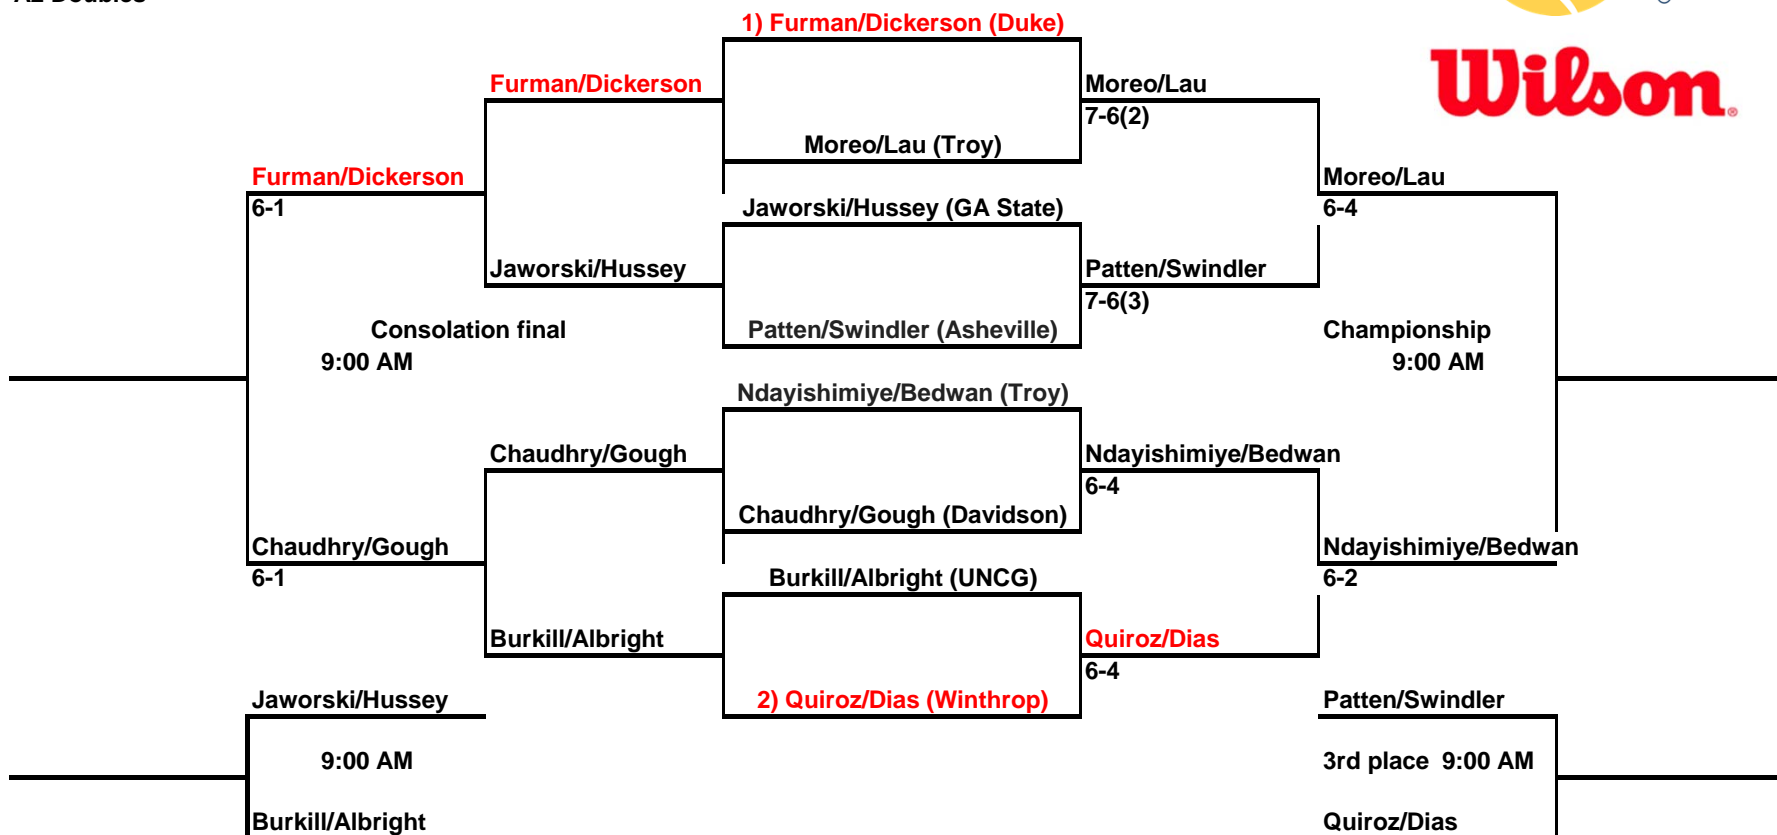 1) Furman/Dickerson (Duke)
Wilson
Furman/Dickerson
Moreo/Lau
7-6(2)
Moreo/Lau (Troy)
Furman/Dickerson
Moreo/Lau
6-1
Jaworski/Hussey (GA State)
6-4
Jaworski/Hussey
Patten/Swindler
7-6(3)
Consolation final
Patten/Swindler (Asheville)
Championship
9:00 AM
9:00 AM
Ndayishimiye/Bedwan (Troy)
Chaudhry/Gough
Ndayishimiye/Bedwan
6-4
Chaudhry/Gough (Davidson)
Chaudhry/Gough
Ndayishimiye/Bedwan
6-1
Burkill/Albright (UNCG)
6-2
Burkill/Albright
Quiroz/Dias
6-4
Jaworski/Hussey
2) Quiroz/Dias (Winthrop)
Patten/Swindler
9:00 AM
3rd place 9:00 AM
Burkill/Albright
Quiroz/Dias